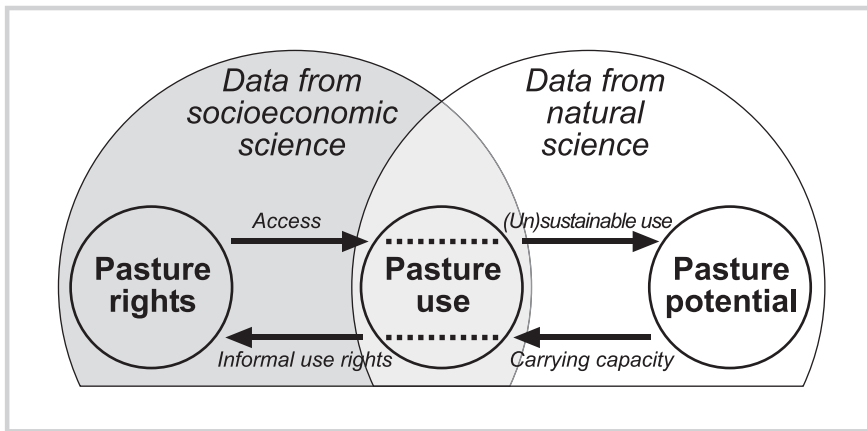 Data from
socioeconomic
science
Data from
natural
science
Access
(Un)sustainable use
Pasture
rights
Pasture
use
Pasture
potential
Informal use rights
Carrying capacity